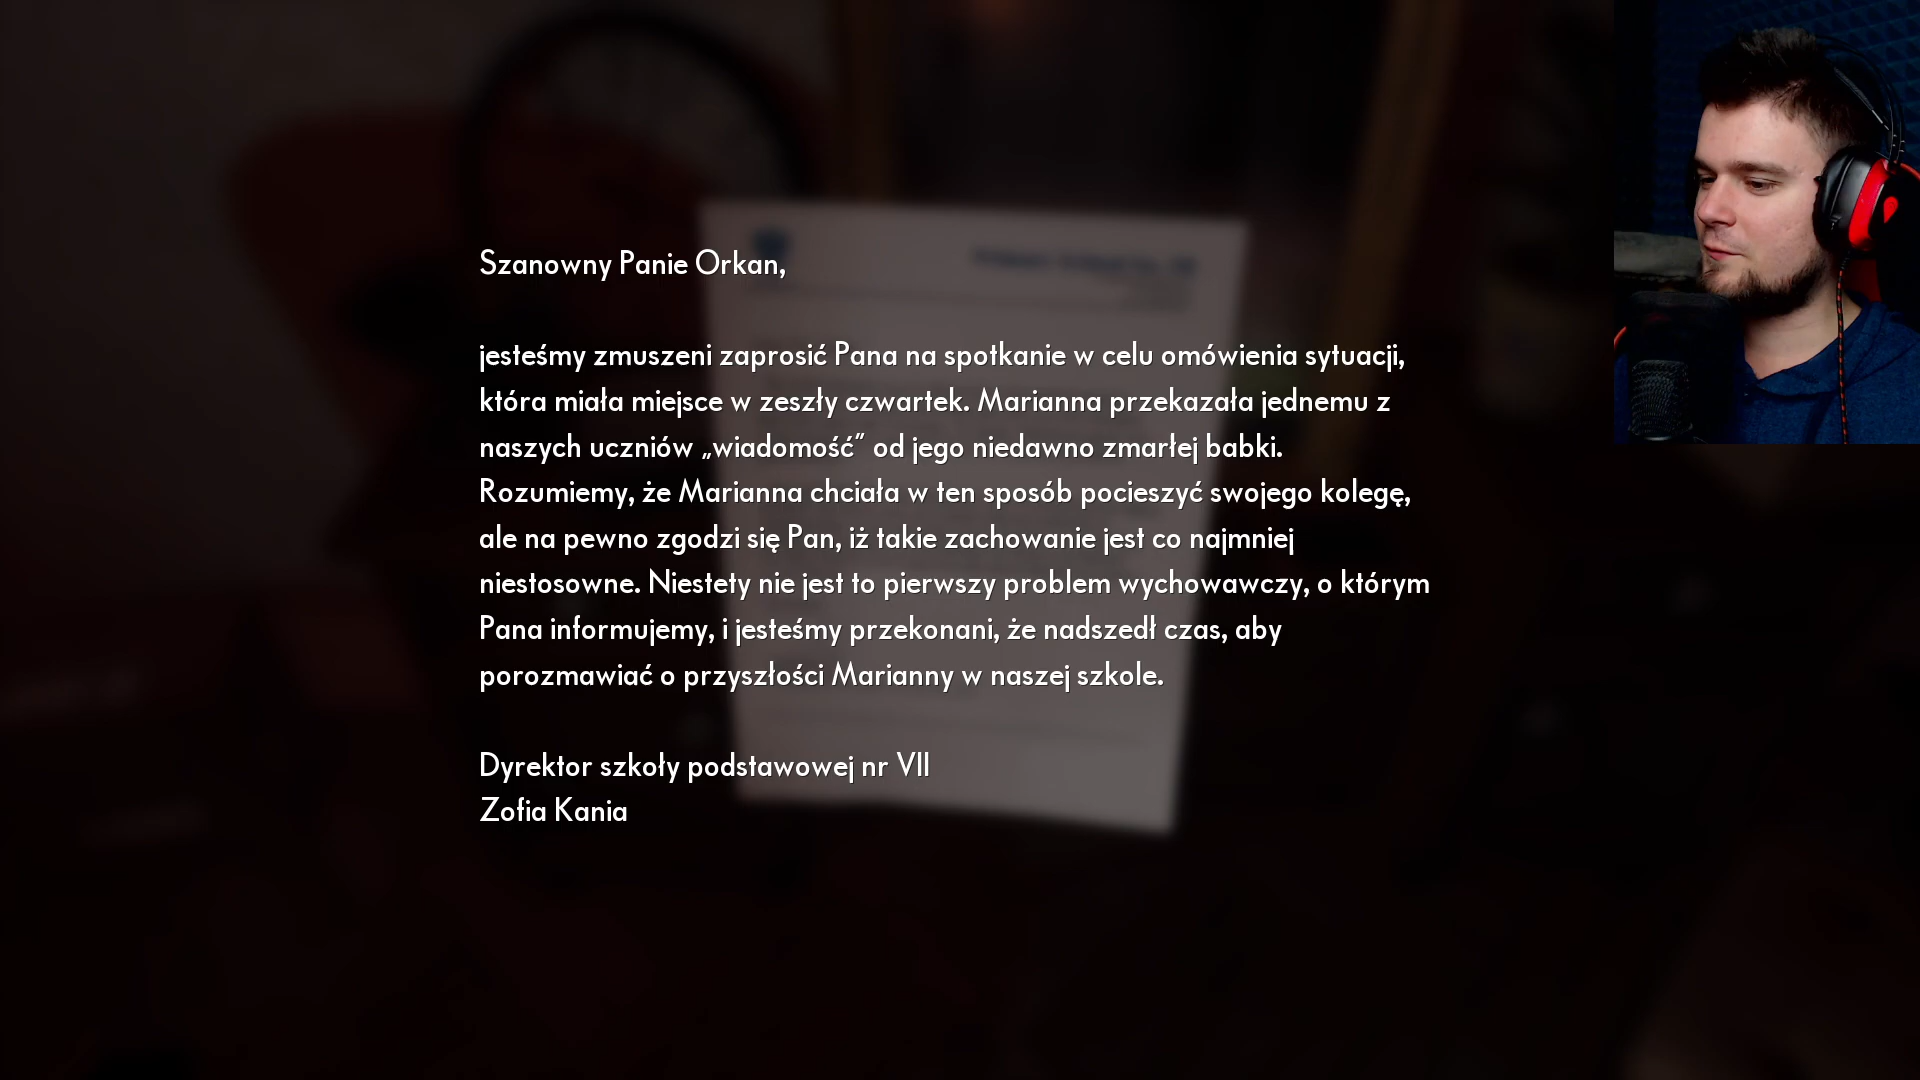 Szanowny Panie Orkan,
jesteśmy zmuszeni zaprosić Pana na spotkanie w celu omówienia sytuacji,
która miała miejsce w zeszły czwartek. Marianna przekazała jednemu z
naszych uczniów „wiadomość” od jego niedawno zmarłej babki.
Rozumiemy, że Marianna chciała w ten sposób pocieszyć swojego kolegę,
ale na pewno zgodzi się Pan, iż takie zachowanie jest co najmniej
niestosowne. Niestety nie jest to pierwszy problem wychowawczy, o którym
Pana informujemy, i jesteśmy przekonani, że nadszedł czas, aby
porozmawiać o przyszłości Marianny w naszej szkole.
Dyrektor szkoły podstawowej nr VII
Zofia Kania